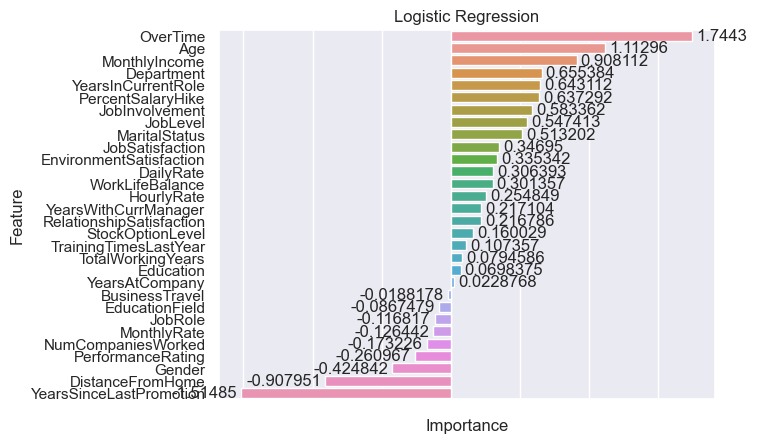 Logistic Regression
OverTime 1.7443
Age 1.11296
MonthlyIncome 0.908112
Department 0.655384
YearsInCurrentRole 0.643112
PercentSalaryHike 0.637292
JobInvolvement 0.583362
JobLevel 0.547413
MaritalStatus 0.513202
JobSatisfaction 0.34695
EnvironmentSatisfaction 0.335342
DailyRate 0.306393
WorkLifeBalance 0.301357
HourlyRate 0.254849
YearsWithCurrManager 0.217104
RelationshipSatisfaction 0.216786
StockOptionLevel 0.160029
TrainingTimesLastYear 0.107357
TotalWorkingYears 0.0794586
Education 0.0698375
YearsAtCompany 0.0228768
BusinessTravel -0.0188178
EducationField -0.0867479
JobRole -0.116817
MonthlyRate -0.126442
NumCompaniesWorked -0.173226
PerformanceRating -0.260967
Gender -0.424842
DistanceFromHome -0.907951
YearsSinceLastPromotion -1.51485
Feature
Importance